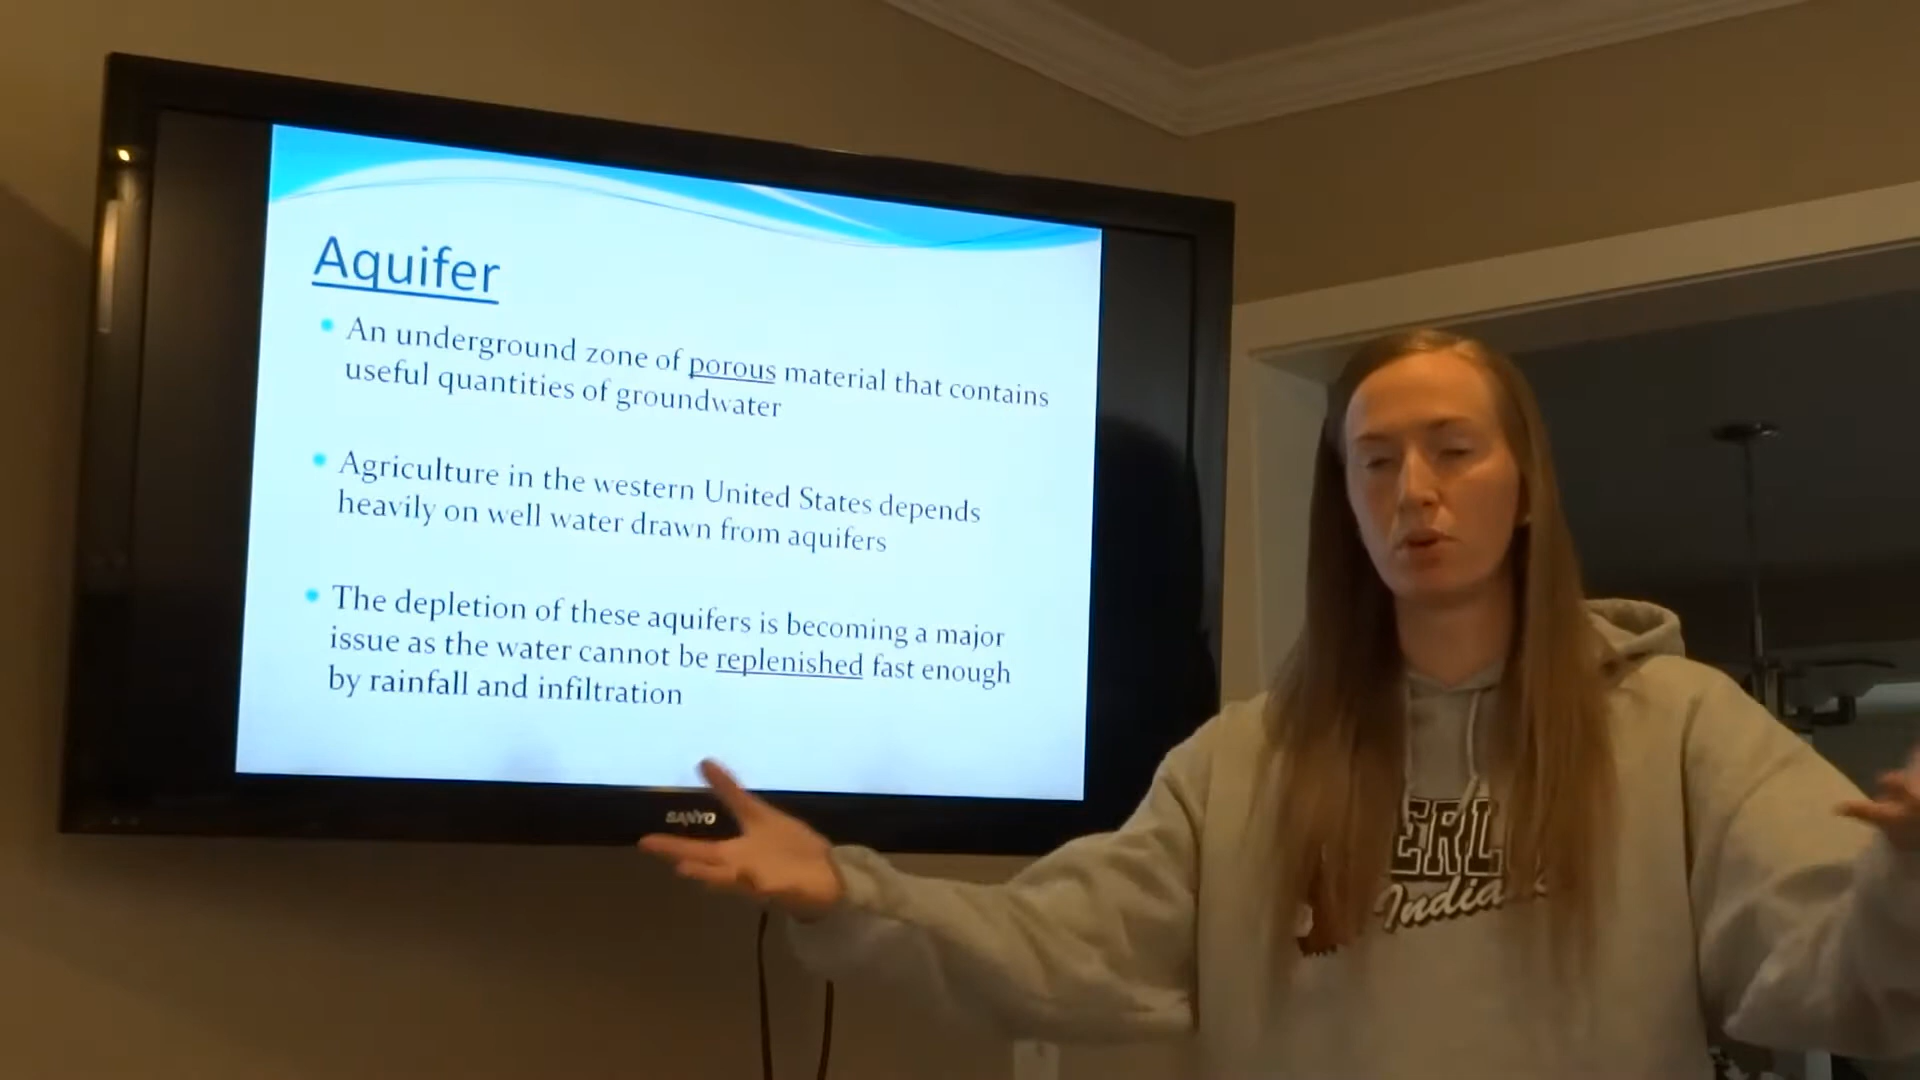 Aquifer
An underground zone of porous material that contains
useful quantities of groundwater
Agriculture in the western United States depends
heavily on well water drawn from aquifers
The depletion of these aquifers is becoming a major
issue as the water cannot be replenished fast enough
by rainfall and infiltration
SANYO